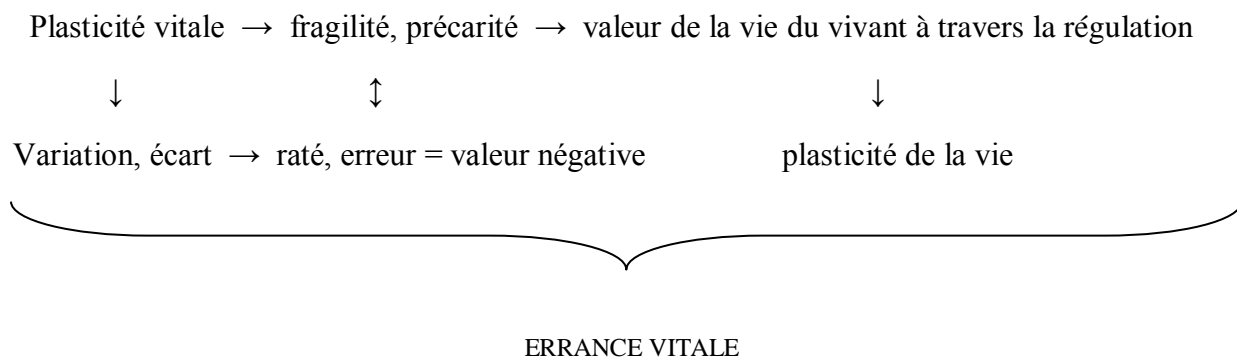 Plasticité vitale → fragilité, précarité → valeur de la vie du vivant à travers la régulation
↓ ↕ ↓
Variation, écart → raté, erreur = valeur négative plasticité de la vie
ERRANCE VITALE